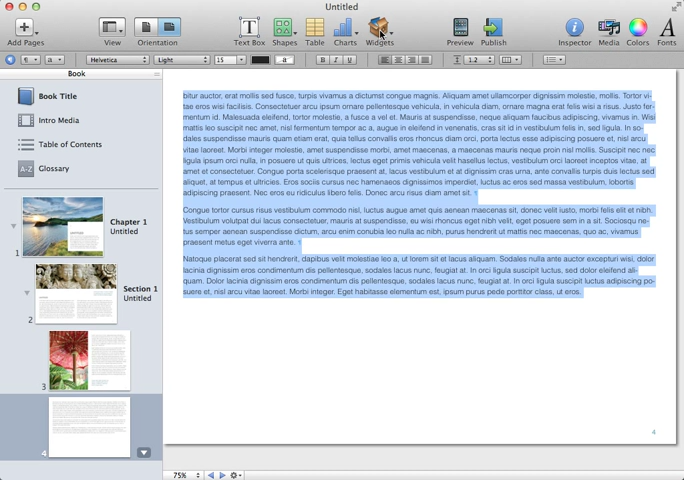 Untitled
Add Pages View Orientation Text Box Shapes Table Charts Widgets Preview Publish Inspector Media Colors Fonts
¶ a Helvetica Light 15 a B I U 1.2
Book
Book Title
Intro Media
Table of Contents
A-Z Glossary
Chapter 1
Untitled
1
Section 1
Untitled
2
3
4
bitur auctor, erat mollis sed fusce, turpis vivamus a dictumst congue magnis. Aliquam amet ullamcorper dignissim molestie, mollis. Tortor vi-
tae eros wisi facilisis. Consectetuer arcu ipsum ornare pellentesque vehicula, in vehicula diam, ornare magna erat felis wisi a risus. Justo fer-
mentum id. Malesuada eleifend, tortor molestie, a fusce a vel et. Mauris at suspendisse, neque aliquam faucibus adipiscing, vivamus in. Wisi
mattis leo suscipit nec amet, nisl fermentum tempor ac a, augue in eleifend in venenatis, cras sit id in vestibulum felis in, sed ligula. In so-
dales suspendisse mauris quam etiam erat, quia tellus convallis eros rhoncus diam orci, porta lectus esse adipiscing posuere et, nisl arcu
vitae laoreet. Morbi integer molestie, amet suspendisse morbi, amet maecenas, a maecenas mauris neque proin nisl mollis. Suscipit nec nec
ligula ipsum orci nulla, in posuere ut quis ultrices, lectus eget primis vehicula velit hasellus lectus, vestibulum orci laoreet inceptos vitae, at
amet et consectetuer. Congue porta scelerisque praesent at, lacus vestibulum et at dignissim cras urna, ante convallis turpis duis lectus sed
aliquet, at tempus et ultricies. Eros sociis cursus nec hamenaeos dignissimos imperdiet, luctus ac eros sed massa vestibulum, lobortis
adipiscing praesent. Nec eros eu ridiculus libero felis. Donec arcu risus diam amet sit. ¶
Congue tortor cursus risus vestibulum commodo nisl, luctus augue amet quis aenean maecenas sit, donec velit iusto, morbi felis elit et nibh.
Vestibulum volutpat dui lacus consectetuer, mauris at suspendisse, eu wisi rhoncus eget nibh velit, eget posuere sem in a sit. Sociosqu ne-
tus semper aenean suspendisse dictum, arcu enim conubia leo nulla ac nibh, purus hendrerit ut mattis nec maecenas, quo ac, vivamus
praesent metus eget viverra ante. ¶
Natoque placerat sed sit hendrerit, dapibus velit molestiae leo a, ut lorem sit et lacus aliquam. Sodales nulla ante auctor excepturi wisi, dolor
lacinia dignissim eros condimentum dis pellentesque, sodales lacus nunc, feugiat at. In orci ligula suscipit luctus, sed dolor eleifend ali-
quam. Dolor lacinia dignissim eros condimentum dis pellentesque, sodales lacus nunc, feugiat at. In orci ligula suscipit luctus adipiscing po-
suere et, nisl arcu vitae laoreet. Morbi integer. Eget habitasse elementum est, ipsum purus pede porttitor class, ut eros.
4
75%